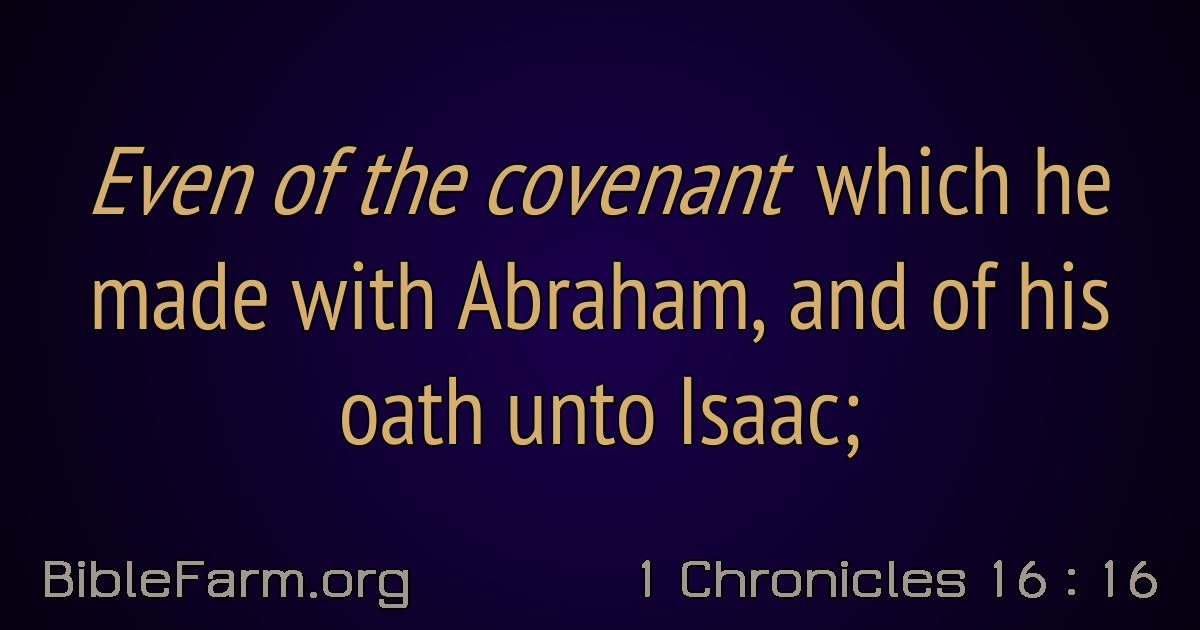 Even of the covenant which he
made with Abraham, and of his
oath unto Isaac;
BibleFarm.org
1 Chronicles 16 : 16